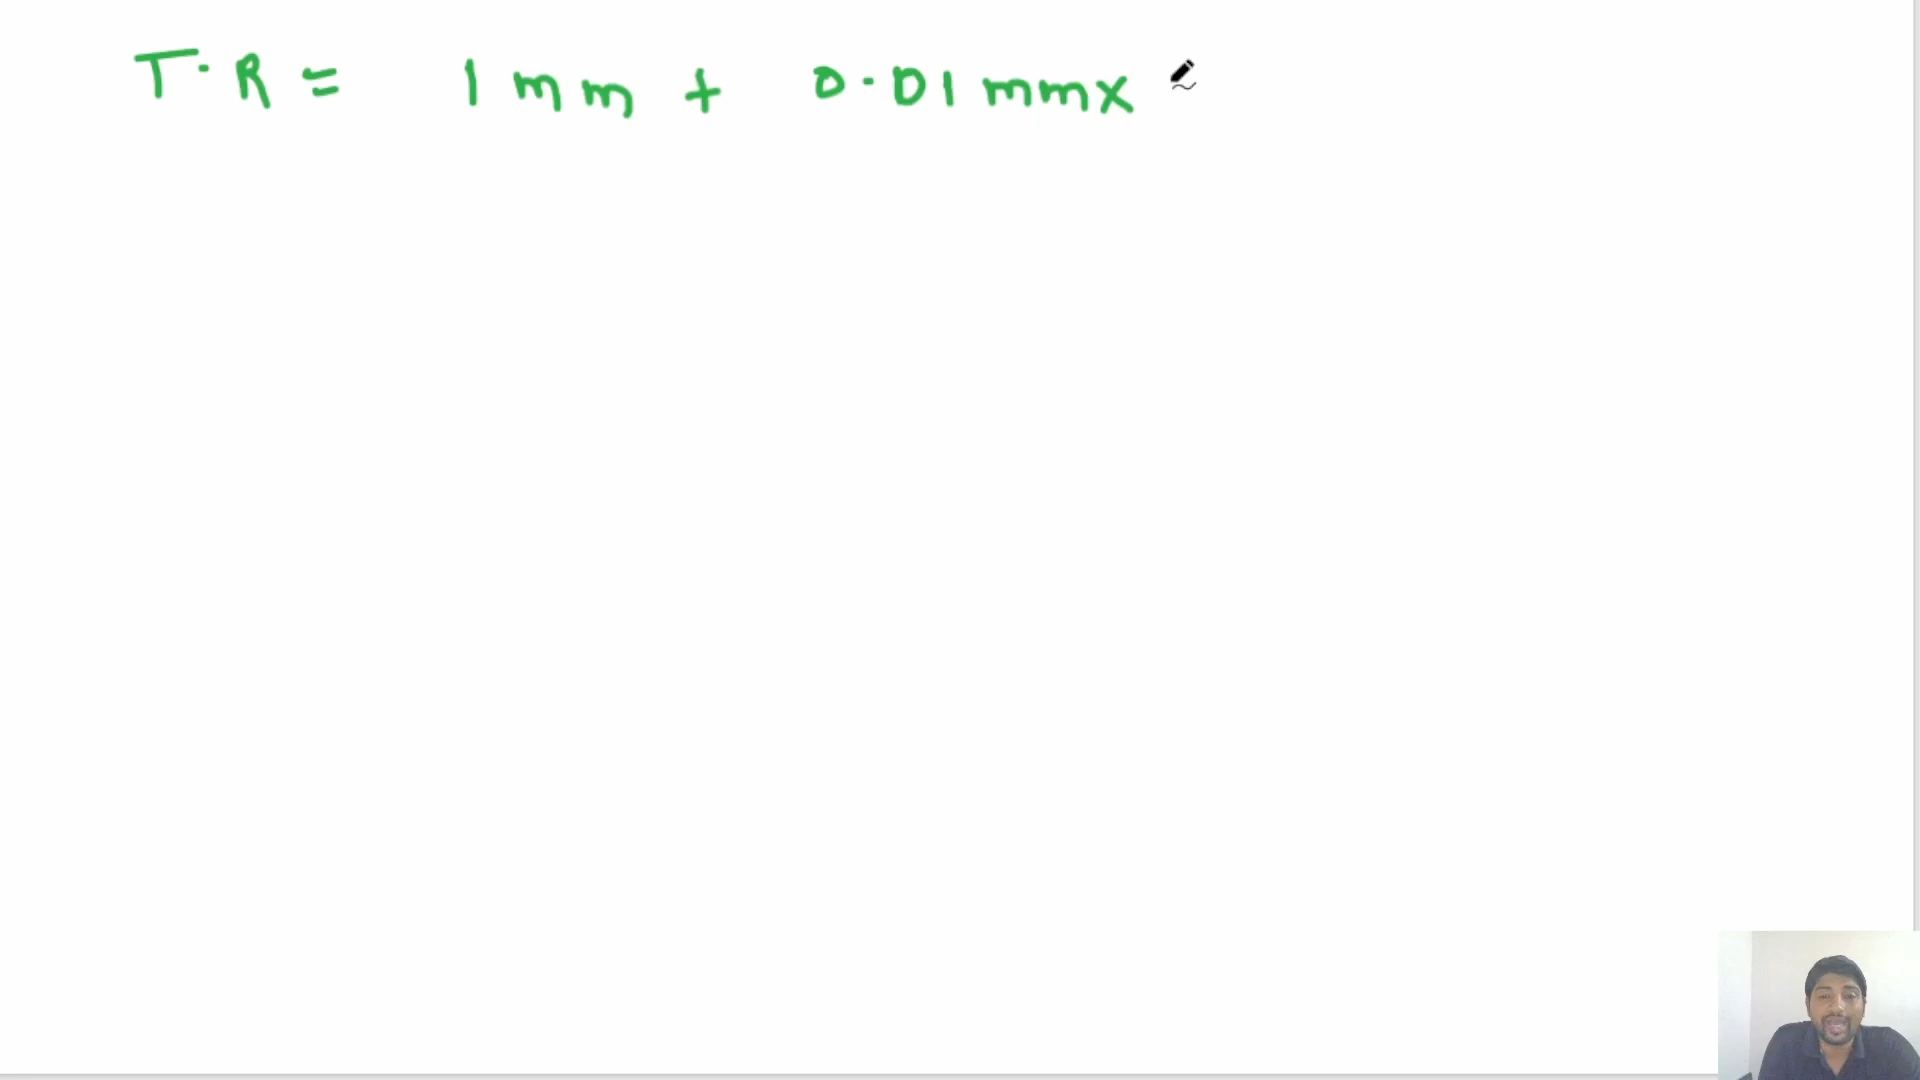 T·R = 1 mm + 0.01 mm x